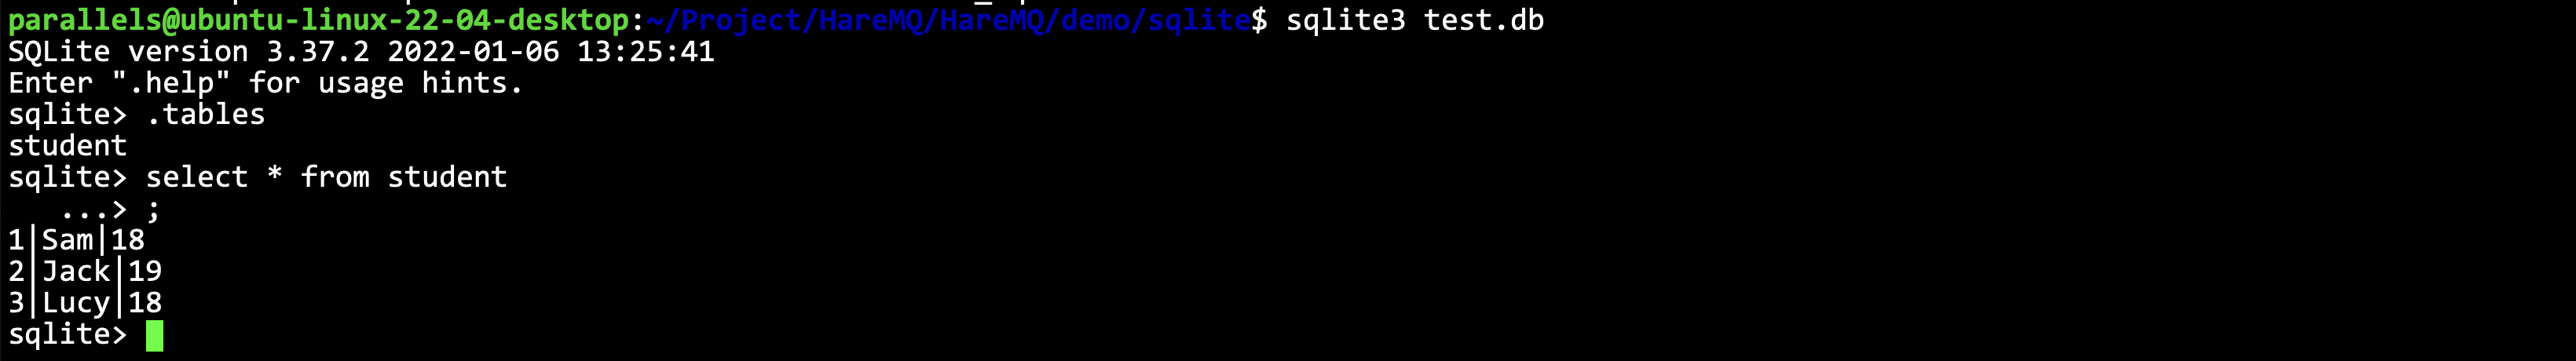 parallels@ubuntu-linux-22-04-desktop:~/Project/HareMQ/HareMQ/demo/sqlite$ sqlite3 test.db
SQLite version 3.37.2 2022-01-06 13:25:41
Enter ".help" for usage hints.
sqlite> .tables
student
sqlite> select * from student
   ...> ;
1|Sam|18
2|Jack|19
3|Lucy|18
sqlite>